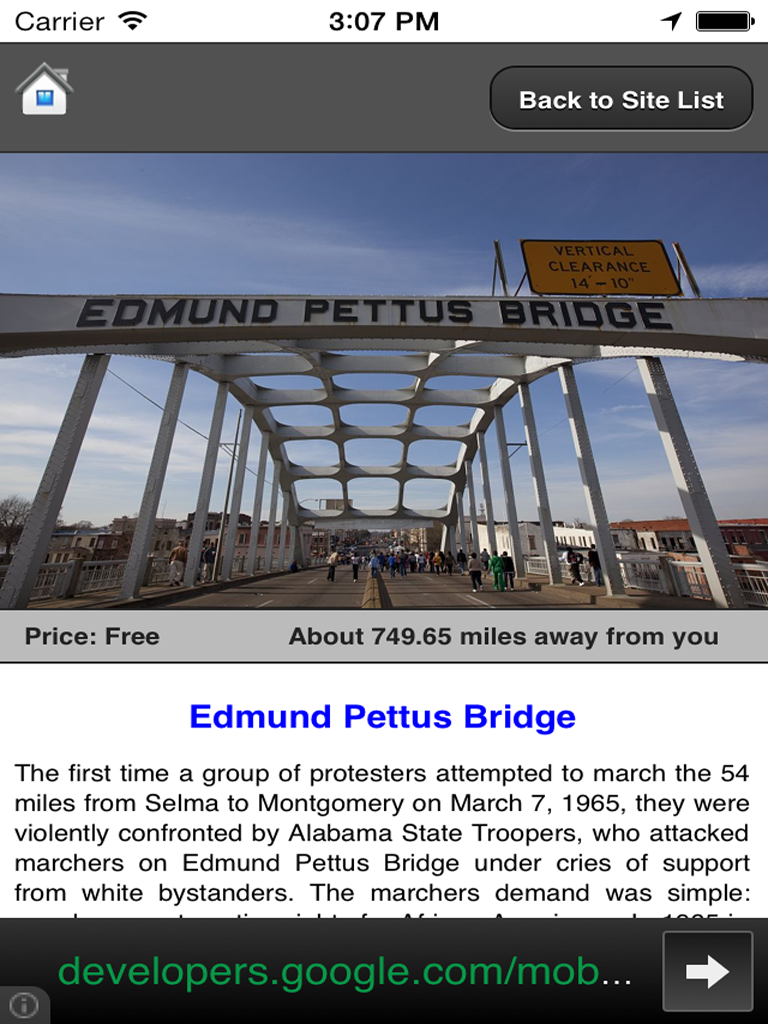 Carrier 3:07 PM
Back to Site List
VERTICAL
CLEARANCE
14'-10"
EDMUND PETTUS BRIDGE
Price: Free About 749.65 miles away from you
Edmund Pettus Bridge
The first time a group of protesters attempted to march the 54
miles from Selma to Montgomery on March 7, 1965, they were
violently confronted by Alabama State Troopers, who attacked
marchers on Edmund Pettus Bridge under cries of support
from white bystanders. The marchers demand was simple:
developers.google.com/mob...